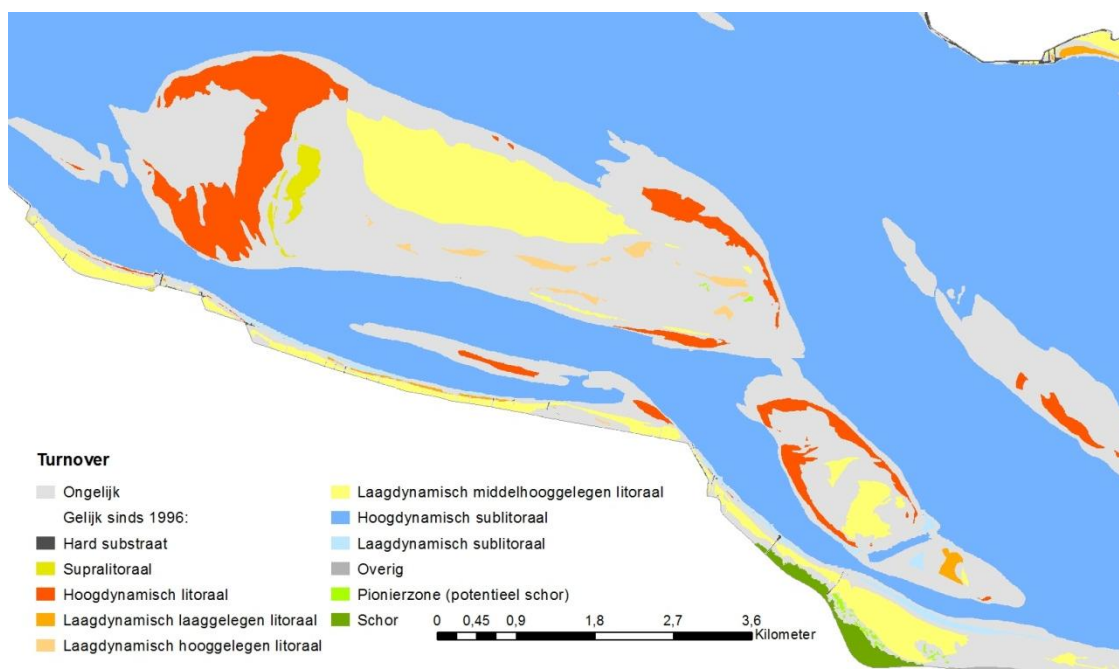 Turnover
Ongelijk
Gelijk sinds 1996:
Hard substraat
Supralitoraal
Hoogdynamisch litoraal
Laagdynamisch laaggelegen litoraal
Laagdynamisch hooggelegen litoraal
Laagdynamisch middelhooggelegen litoraal
Hoogdynamisch sublitoraal
Laagdynamisch sublitoraal
Overig
Pionierzone (potentieel schor)
Schor
0 0,45 0,9 1,8 2,7 3,6
Kilometer